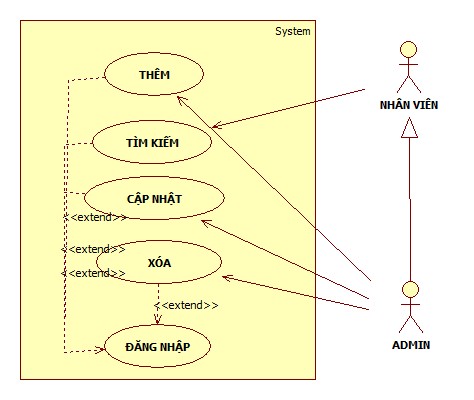 System
THÊM
NHÂN VIÊN
TÌM KIẾM
CẬP NHẬT
<<extend>>
<<extend>>
XÓA
<<extend>>
<<extend>>
ĐĂNG NHẬP
ADMIN